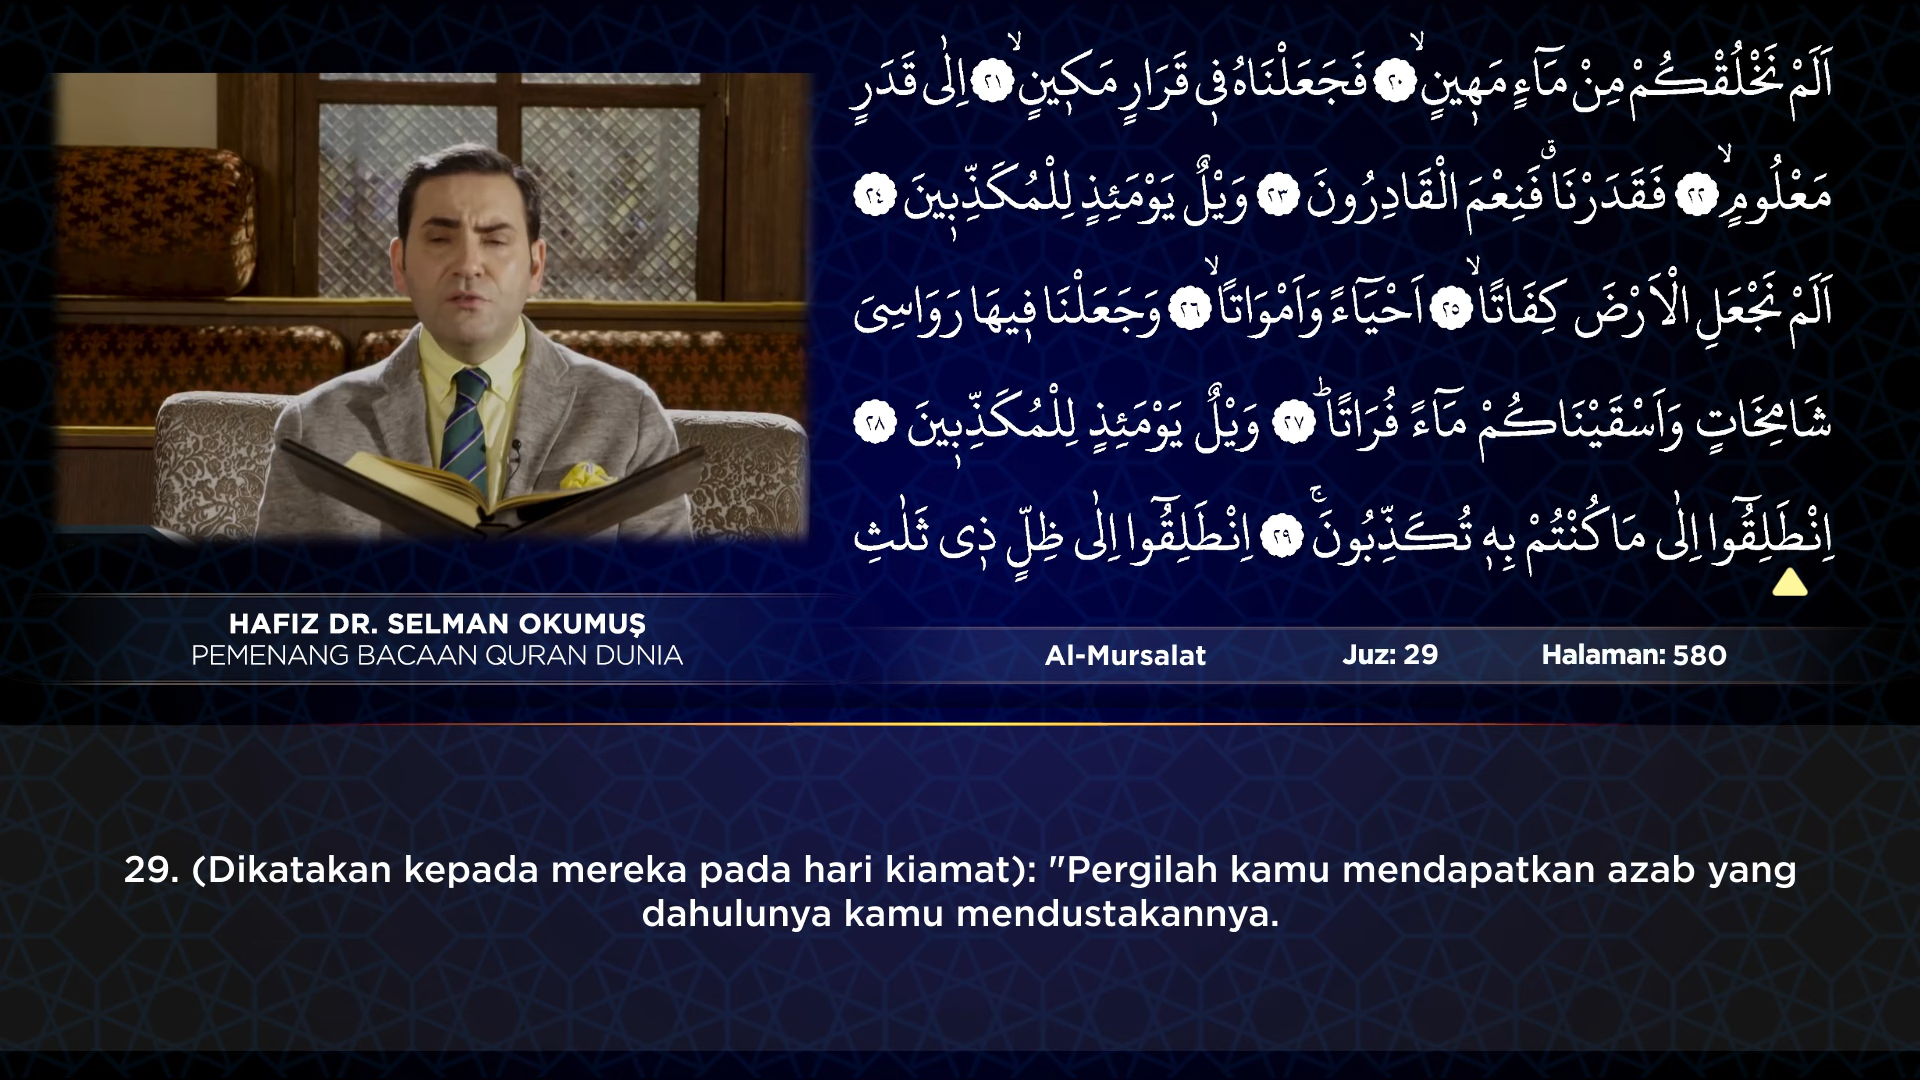 اَلَمْ نَخْلُقْكُمْ مِنْ مَٓاءٍ مَهٖينٍۙ ﴿٢٠﴾ فَجَعَلْنَاهُ فٖي قَرَارٍ مَكٖينٍۙ ﴿٢١﴾ اِلٰى قَدَرٍ
مَعْلُومٍۙ ﴿٢٢﴾ فَقَدَرْنَاۗ فَنِعْمَ الْقَادِرُونَ ﴿٢٣﴾ وَيْلٌ يَوْمَئِذٍ لِلْمُكَذِّبٖينَ ﴿٢٤﴾
اَلَمْ نَجْعَلِ الْاَرْضَ كِفَاتًاۙ ﴿٢٥﴾ اَحْيَٓاءً وَاَمْوَاتًاۙ ﴿٢٦﴾ وَجَعَلْنَا فٖيهَا رَوَاسِىَ
شَامِخَاتٍ وَاَسْقَيْنَاكُمْ مَٓاءً فُرَاتًاۜ ﴿٢٧﴾ وَيْلٌ يَوْمَئِذٍ لِلْمُكَذِّبٖينَ ﴿٢٨﴾
اِنْطَلِقُٓوا اِلٰى مَا كُنْتُمْ بِهٖ تُكَذِّبُونَۚ ﴿٢٩﴾ اِنْطَلِقُٓوا اِلٰى ظِلٍّ ذٖى ثَلٰثِ
HAFIZ DR. SELMAN OKUMUŞ
PEMENANG BACAAN QURAN DUNIA
Al-Mursalat Juz: 29 Halaman: 580
29. (Dikatakan kepada mereka pada hari kiamat): "Pergilah kamu mendapatkan azab yang
dahulunya kamu mendustakannya.